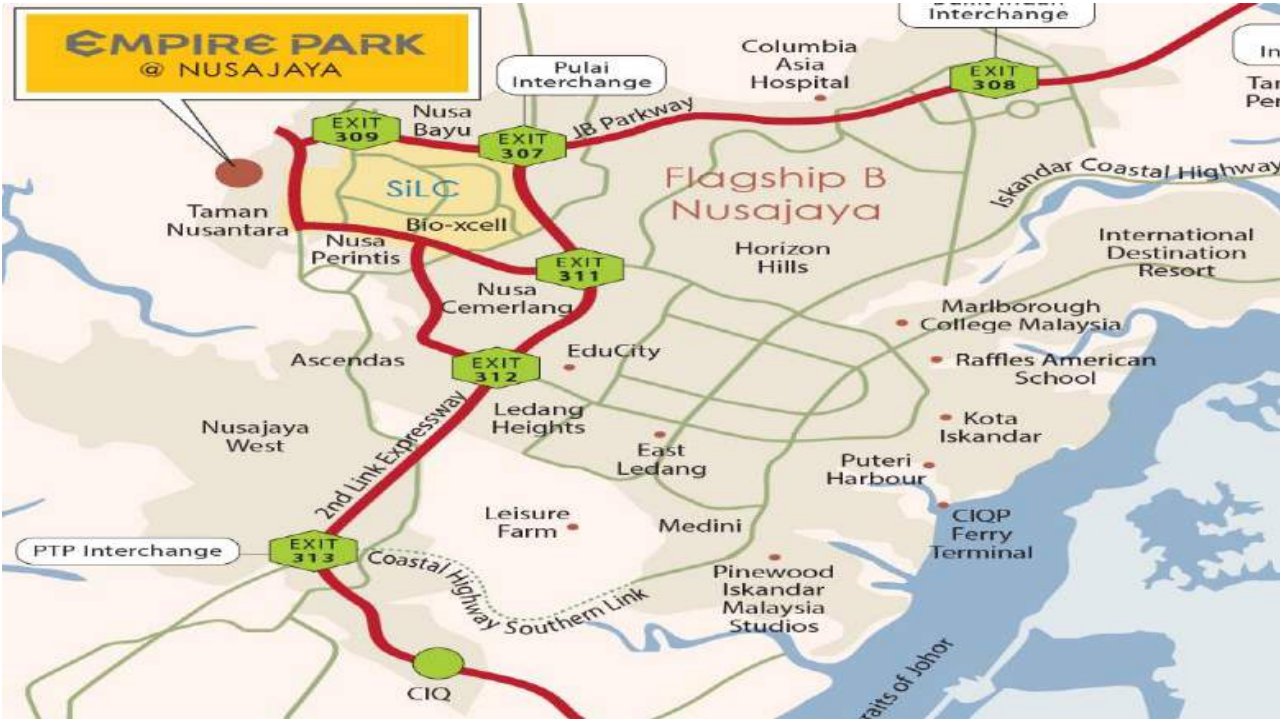 EMPIRE PARK
@ NUSAJAYA
Interchange
Columbia
Asia
Hospital
Pulai
Interchange
EXIT
308
In
Tar
Per
Nusa
Bayu
EXIT
309
EXIT
307
JB Parkway
SiLC
Flagship B
Nusajaya
Iskandar Coastal Highway
Taman
Nusantara
Bio-xcell
Nusa
Perintis
Horizon
Hills
International
Destination
Resort
EXIT
311
Nusa
Cemerlang
Marlborough
College Malaysia
Ascendas
EXIT
312
EduCity
Raffles American
School
Nusajaya
West
2nd Link Expressway
Ledang
Heights
Kota
Iskandar
East
Ledang
Puteri
Harbour
Leisure
Farm
Medini
CIQP
Ferry
Terminal
PTP Interchange
EXIT
313
Coastal Highway Southern Link
Pinewood
Iskandar
Malaysia
Studios
CIQ
raits of Johor